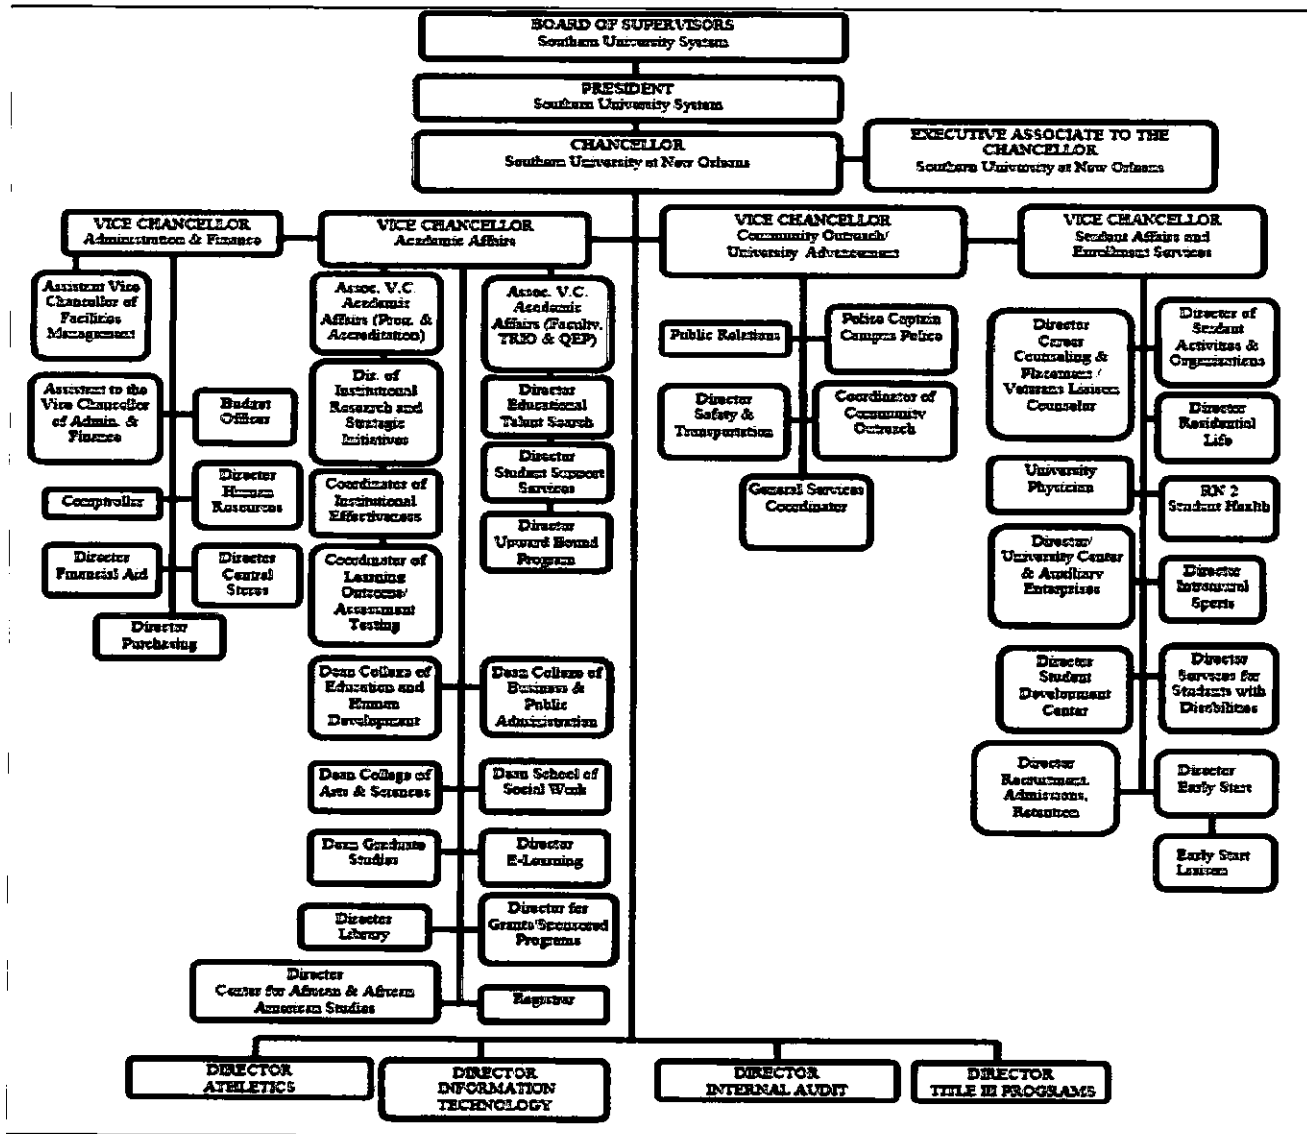 BOARD OF SUPERVISORS
Southern University System
PRESIDENT
Southern University System
CHANCELLOR
Southern University at New Orleans
EXECUTIVE ASSOCIATE TO THE
CHANCELLOR
Southern University at New Orleans
VICE CHANCELLOR
Administration & Finance
VICE CHANCELLOR
Academic Affairs
VICE CHANCELLOR
Community Outreach/
University Advancement
VICE CHANCELLOR
Student Affairs and
Enrollment Services
Assistant Vice
Chancellor of
Facilities
Management
Assistant to the
Vice Chancellor
of Admin. &
Finance
Budget
Officer
Comptroller
Director
Human
Resources
Director
Financial Aid
Director
Central
Stores
Director
Purchasing
Assoc. V.C.
Academic
Affairs (Prog. &
Accreditation)
Dir. of
Institutional
Research and
Strategic
Initiatives
Coordinator of
Institutional
Effectiveness
Coordinator of
Learning
Outcome/
Assessment
Testing
Assoc. V.C.
Academic
Affairs (Faculty,
TRIO & QEP)
Director
Educational
Talent Search
Director
Student Support
Services
Director
Upward Bound
Program
Dean College of
Education and
Human
Development
Dean College of
Business &
Public
Administration
Dean College of
Arts & Sciences
Dean School of
Social Work
Dean Graduate
Studies
Director
E-Learning
Director
Library
Director for
Grants/Sponsored
Programs
Director
Center for African & African
American Studies
Registrar
Public Relations
Police Captain
Campus Police
Director
Safety &
Transportation
Coordinator of
Community
Outreach
General Services
Coordinator
Director
Career
Counseling &
Placement /
Veterans Liaison
Counselor
Director of
Student
Activities &
Organizations
Director
Residential
Life
University
Physician
RN 2
Student Health
Director/
University Center
& Auxiliary
Enterprises
Director
Intramural
Sports
Director
Student
Development
Center
Director
Services for
Students with
Disabilities
Director
Recruitment,
Admissions,
Retention
Director
Early Start
Early Start
Liaison
DIRECTOR
ATHLETICS
DIRECTOR
INFORMATION
TECHNOLOGY
DIRECTOR
INTERNAL AUDIT
DIRECTOR
TITLE III PROGRAMS